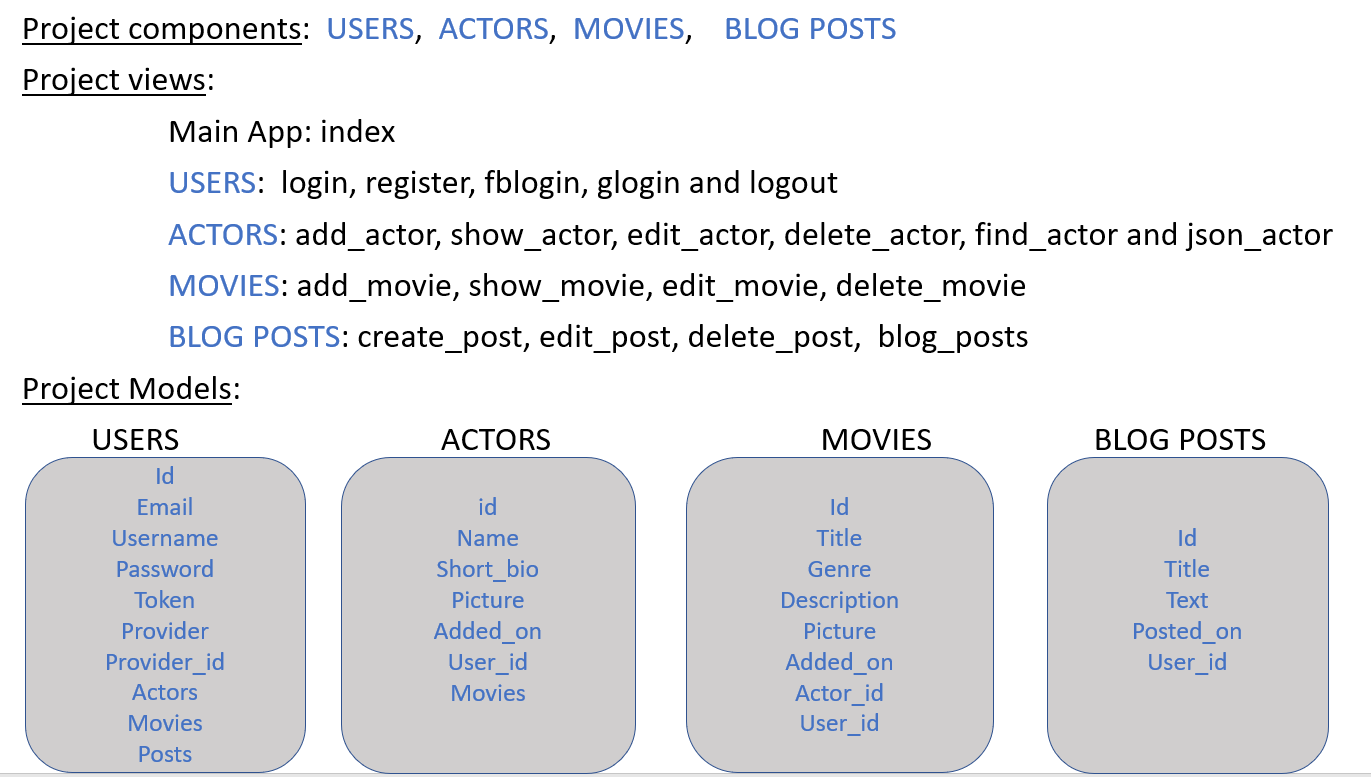 Project components: USERS, ACTORS, MOVIES, BLOG POSTS
Project views:
Main App: index
USERS: login, register, fblogin, glogin and logout
ACTORS: add_actor, show_actor, edit_actor, delete_actor, find_actor and json_actor
MOVIES: add_movie, show_movie, edit_movie, delete_movie
BLOG POSTS: create_post, edit_post, delete_post, blog_posts
Project Models:
USERS
Id
Email
Username
Password
Token
Provider
Provider_id
Actors
Movies
Posts
ACTORS
id
Name
Short_bio
Picture
Added_on
User_id
Movies
MOVIES
Id
Title
Genre
Description
Picture
Added_on
Actor_id
User_id
BLOG POSTS
Id
Title
Text
Posted_on
User_id